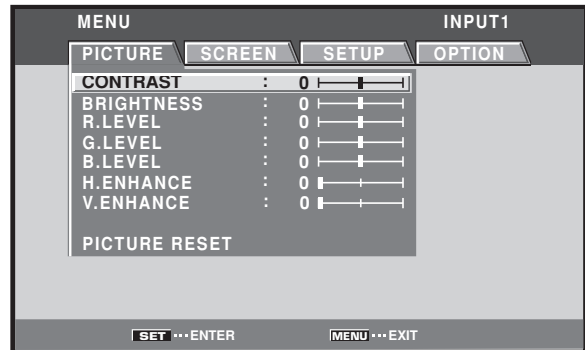 MENU INPUT1
PICTURE SCREEN SETUP OPTION
CONTRAST : 0
BRIGHTNESS : 0
R.LEVEL : 0
G.LEVEL : 0
B.LEVEL : 0
H.ENHANCE : 0
V.ENHANCE : 0
PICTURE RESET
SET ···ENTER MENU ···EXIT